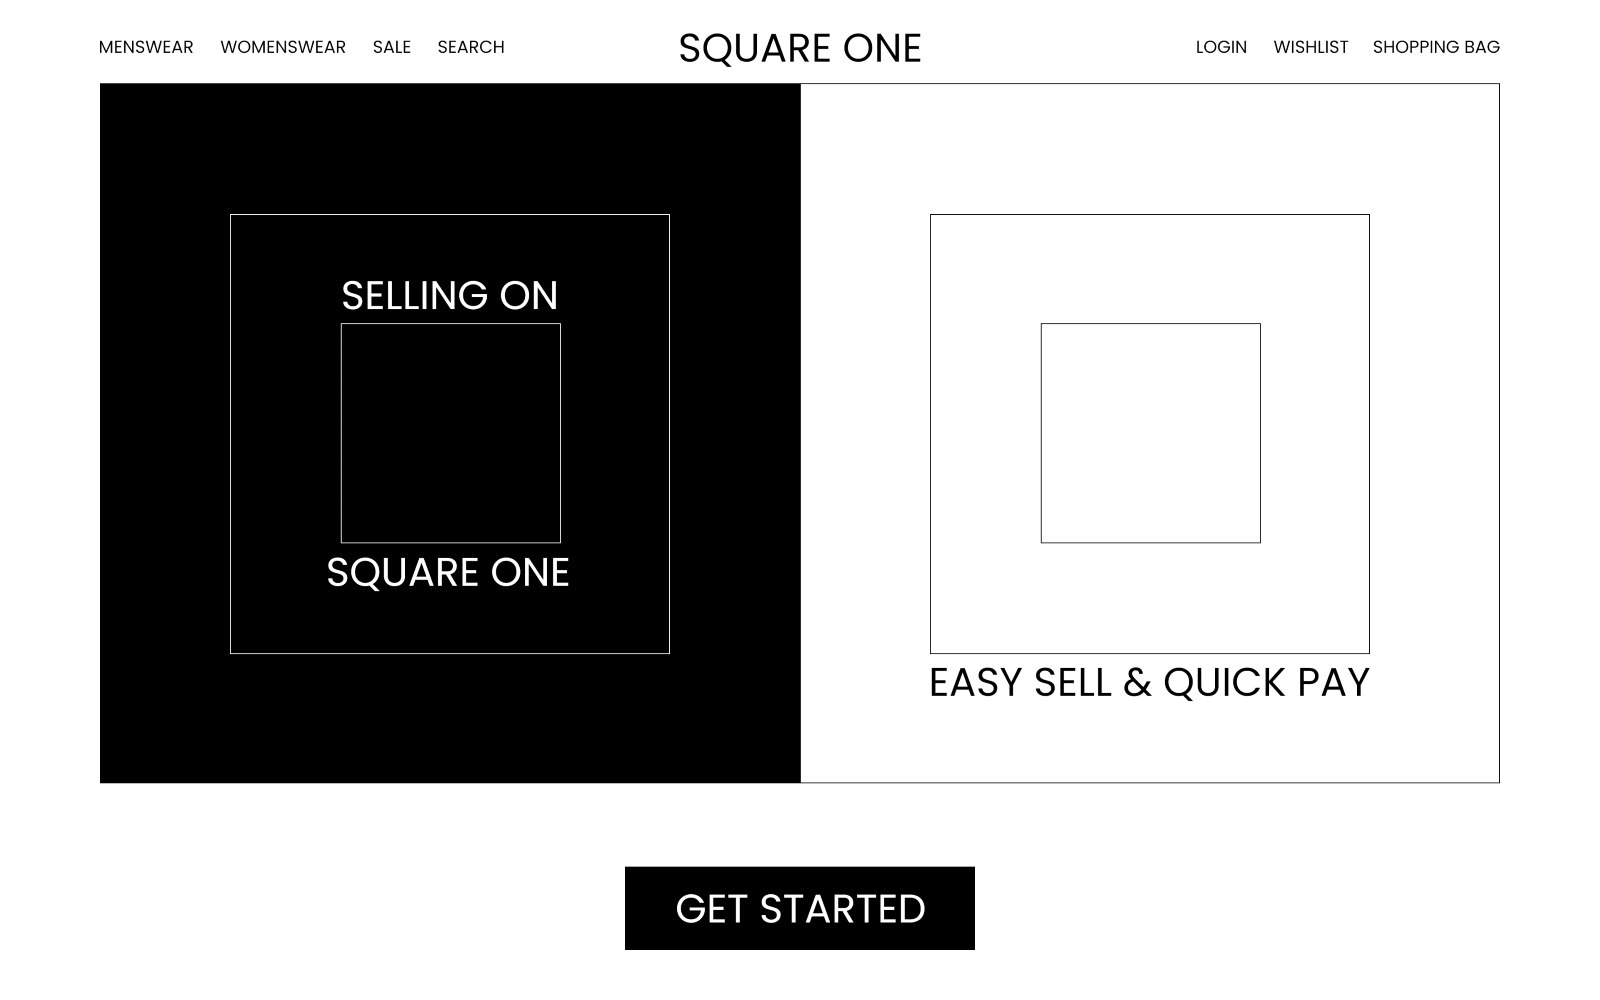 MENSWEAR WOMENSWEAR SALE SEARCH SQUARE ONE LOGIN WISHLIST SHOPPING BAG
SELLING ON
SQUARE ONE
EASY SELL & QUICK PAY
GET STARTED